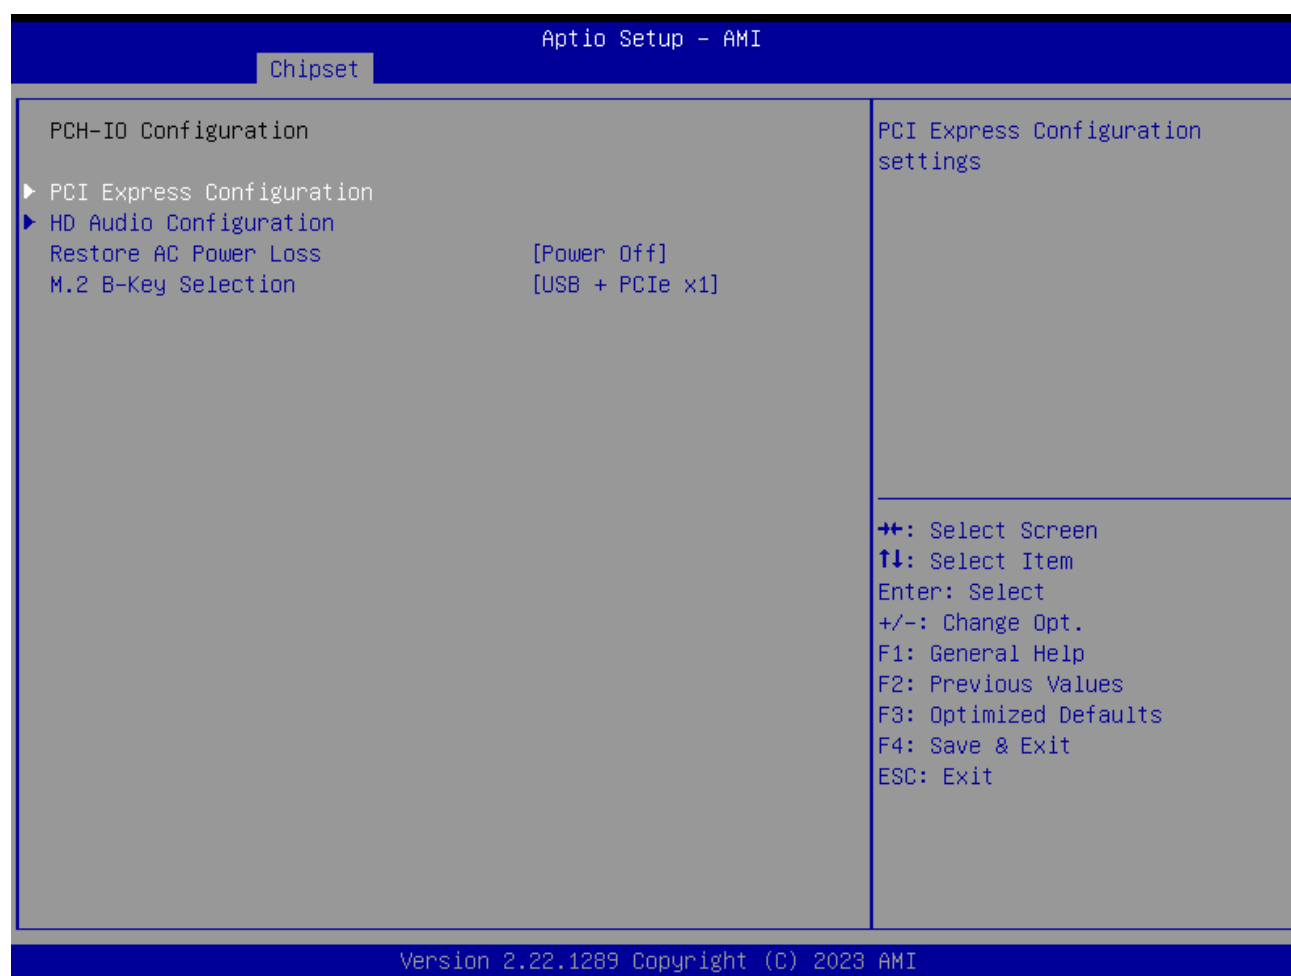 Aptio Setup – AMI
Chipset
PCH-IO Configuration
PCI Express Configuration
HD Audio Configuration
Restore AC Power Loss [Power Off]
M.2 B-Key Selection [USB + PCIe x1]
PCI Express Configuration
settings
→←: Select Screen
↑↓: Select Item
Enter: Select
+/-: Change Opt.
F1: General Help
F2: Previous Values
F3: Optimized Defaults
F4: Save & Exit
ESC: Exit
Version 2.22.1289 Copyright (C) 2023 AMI